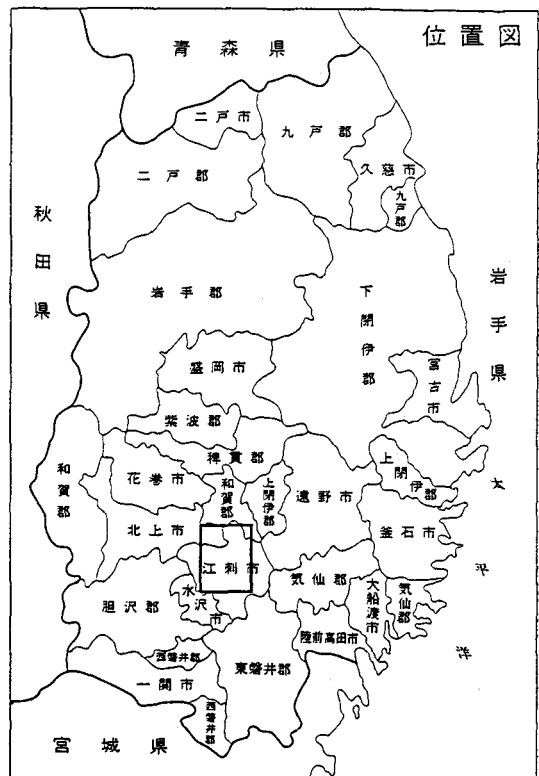 位置図
青森県
二戸市
九戸郡
久慈市
二戸郡
九戸郡
秋田県
岩手県
岩手郡
下閉伊郡
盛岡市
宮古市
紫波郡
稗貫郡
和賀郡
花巻市
和賀郡
上閉伊郡
遠野市
上閉伊郡
太平洋
北上市
釜石市
江刺市
気仙郡
大船渡市
気仙郡
胆沢郡
水沢市
陸前高田市
西磐井郡
東磐井郡
一関市
西磐井郡
宮城県